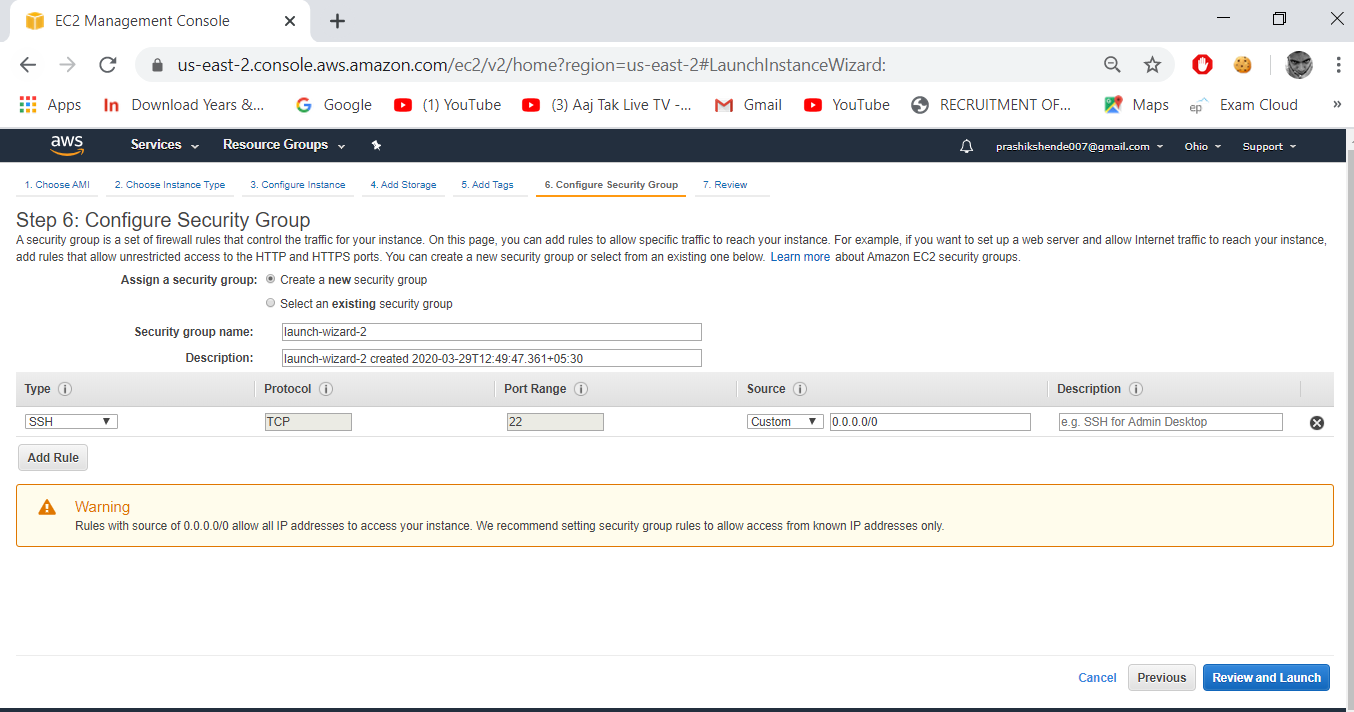 EC2 Management Console
us-east-2.console.aws.amazon.com/ec2/v2/home?region=us-east-2#LaunchInstanceWizard:
Apps In Download Years &... Google (1) YouTube (3) Aaj Tak Live TV -... Gmail YouTube RECRUITMENT OF... Maps ep Exam Cloud »
aws Services Resource Groups prashikshende007@gmail.com Ohio Support
1. Choose AMI 2. Choose Instance Type 3. Configure Instance 4. Add Storage 5. Add Tags 6. Configure Security Group 7. Review
Step 6: Configure Security Group
A security group is a set of firewall rules that control the traffic for your instance. On this page, you can add rules to allow specific traffic to reach your instance. For example, if you want to set up a web server and allow Internet traffic to reach your instance,
add rules that allow unrestricted access to the HTTP and HTTPS ports. You can create a new security group or select from an existing one below. Learn more about Amazon EC2 security groups.
Assign a security group: Create a new security group
Select an existing security group
Security group name: launch-wizard-2
Description: launch-wizard-2 created 2020-03-29T12:49:47.361+05:30
Type i Protocol i Port Range i Source i Description i
SSH TCP 22 Custom 0.0.0.0/0 e.g. SSH for Admin Desktop
Add Rule
Warning
Rules with source of 0.0.0.0/0 allow all IP addresses to access your instance. We recommend setting security group rules to allow access from known IP addresses only.
Cancel Previous Review and Launch